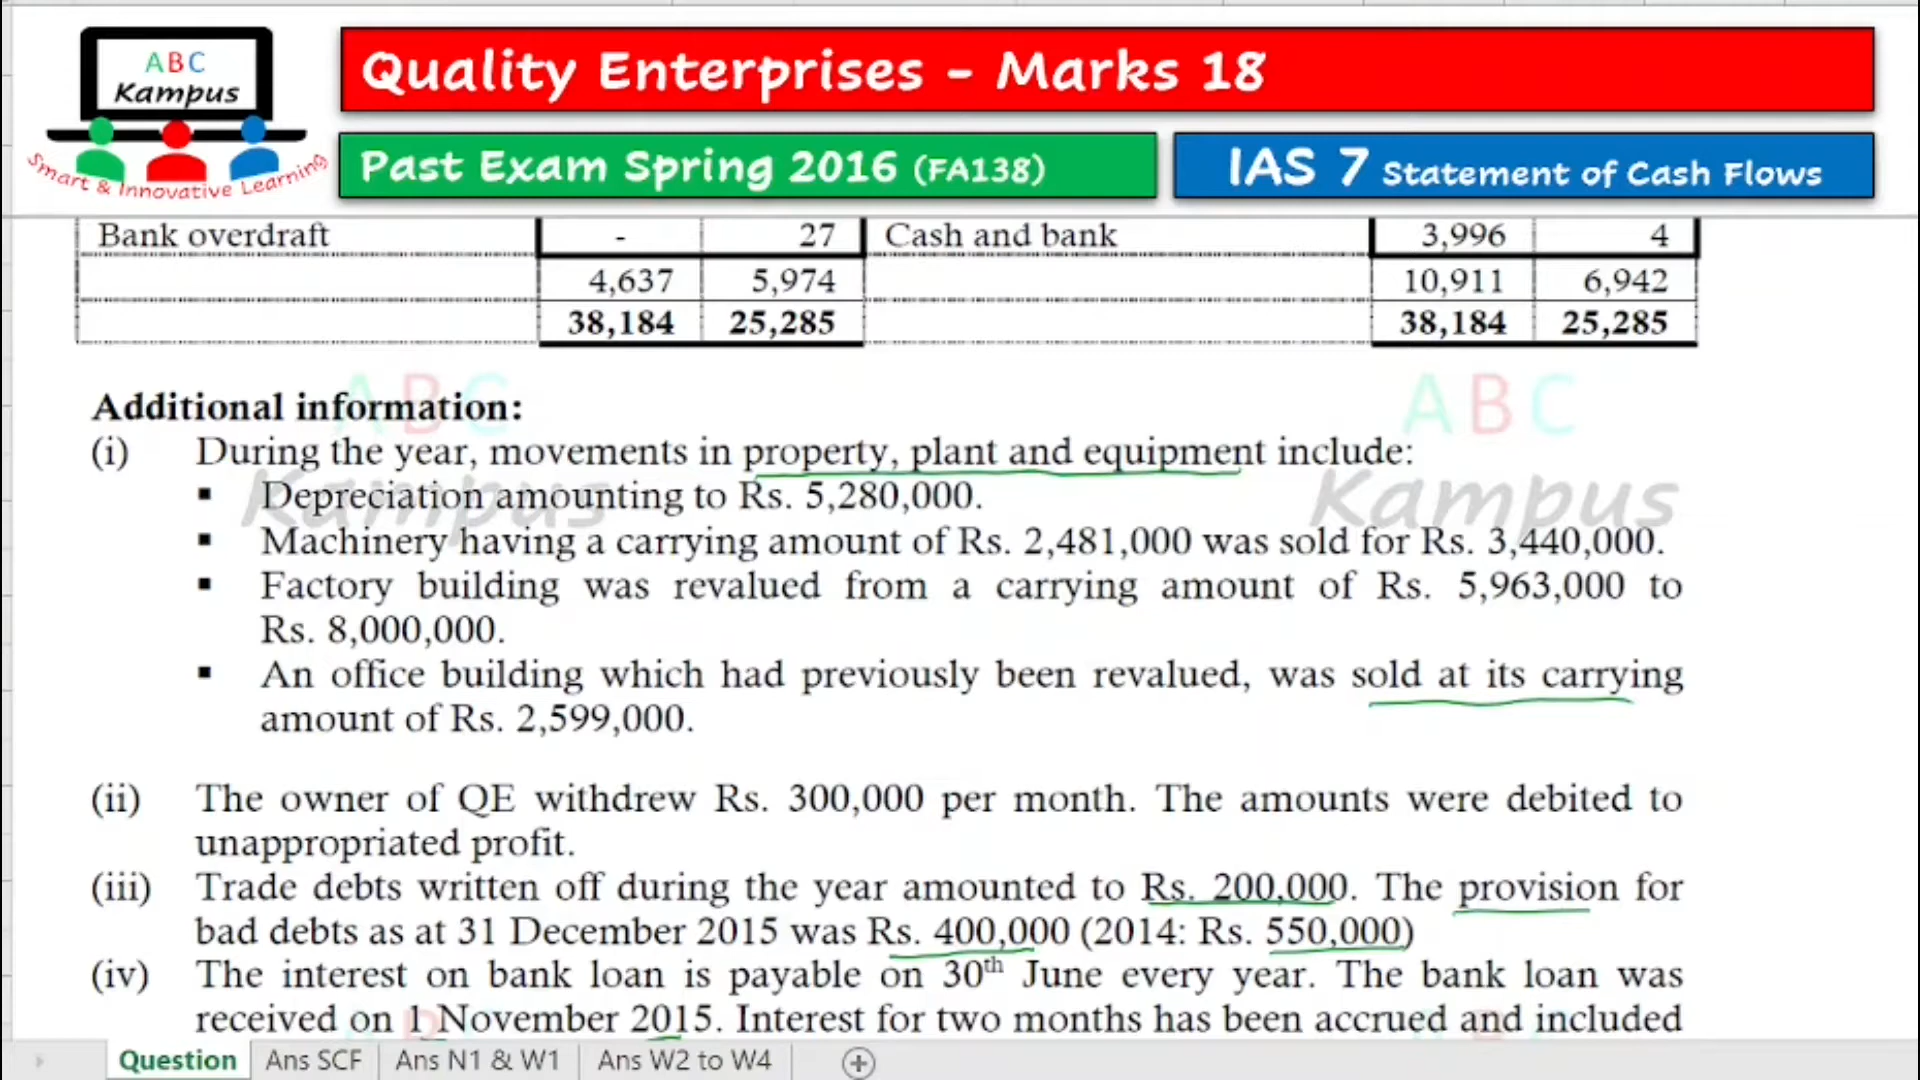 ABC
Kampus
Smart & Innovative Learning
Quality Enterprises - Marks 18
Past Exam Spring 2016 (FA138)
IAS 7 Statement of Cash Flows
Bank overdraft - 27 Cash and bank 3,996 4
4,637 5,974 10,911 6,942
38,184 25,285 38,184 25,285
ABC
Kampus
ABC
Kampus
Additional information:
(i) During the year, movements in property, plant and equipment include:
▪ Depreciation amounting to Rs. 5,280,000.
▪ Machinery having a carrying amount of Rs. 2,481,000 was sold for Rs. 3,440,000.
▪ Factory building was revalued from a carrying amount of Rs. 5,963,000 to
Rs. 8,000,000.
▪ An office building which had previously been revalued, was sold at its carrying
amount of Rs. 2,599,000.
(ii) The owner of QE withdrew Rs. 300,000 per month. The amounts were debited to
unappropriated profit.
(iii) Trade debts written off during the year amounted to Rs. 200,000. The provision for
bad debts as at 31 December 2015 was Rs. 400,000 (2014: Rs. 550,000)
(iv) The interest on bank loan is payable on 30th June every year. The bank loan was
received on 1 November 2015. Interest for two months has been accrued and included
Question Ans SCF Ans N1 & W1 Ans W2 to W4